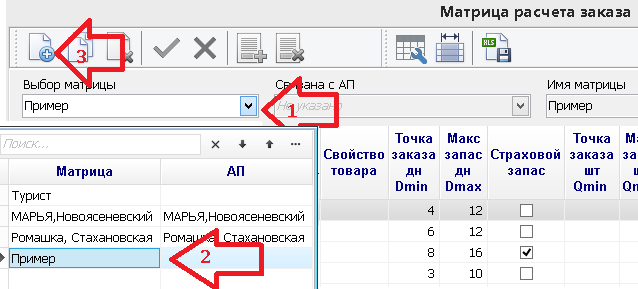 Матрица расчета заказа
3
XLS
Выбор матрицы
Связана с АП
Имя матрицы
Пример
1
Не указано
Пример
Поиск...
Матрица
АП
Турист
МАРЬЯ,Новоясеневский
МАРЬЯ,Новоясеневский
Ромашка, Стахановская
Ромашка, Стахановская
Пример
2
Свойство
товара
Точка
заказа
дн
Dmin
Макс
запас
дн
Dmax
Страховой
запас
Точка
заказа
шт
Qmin
4
12
6
12
8
16
3
10